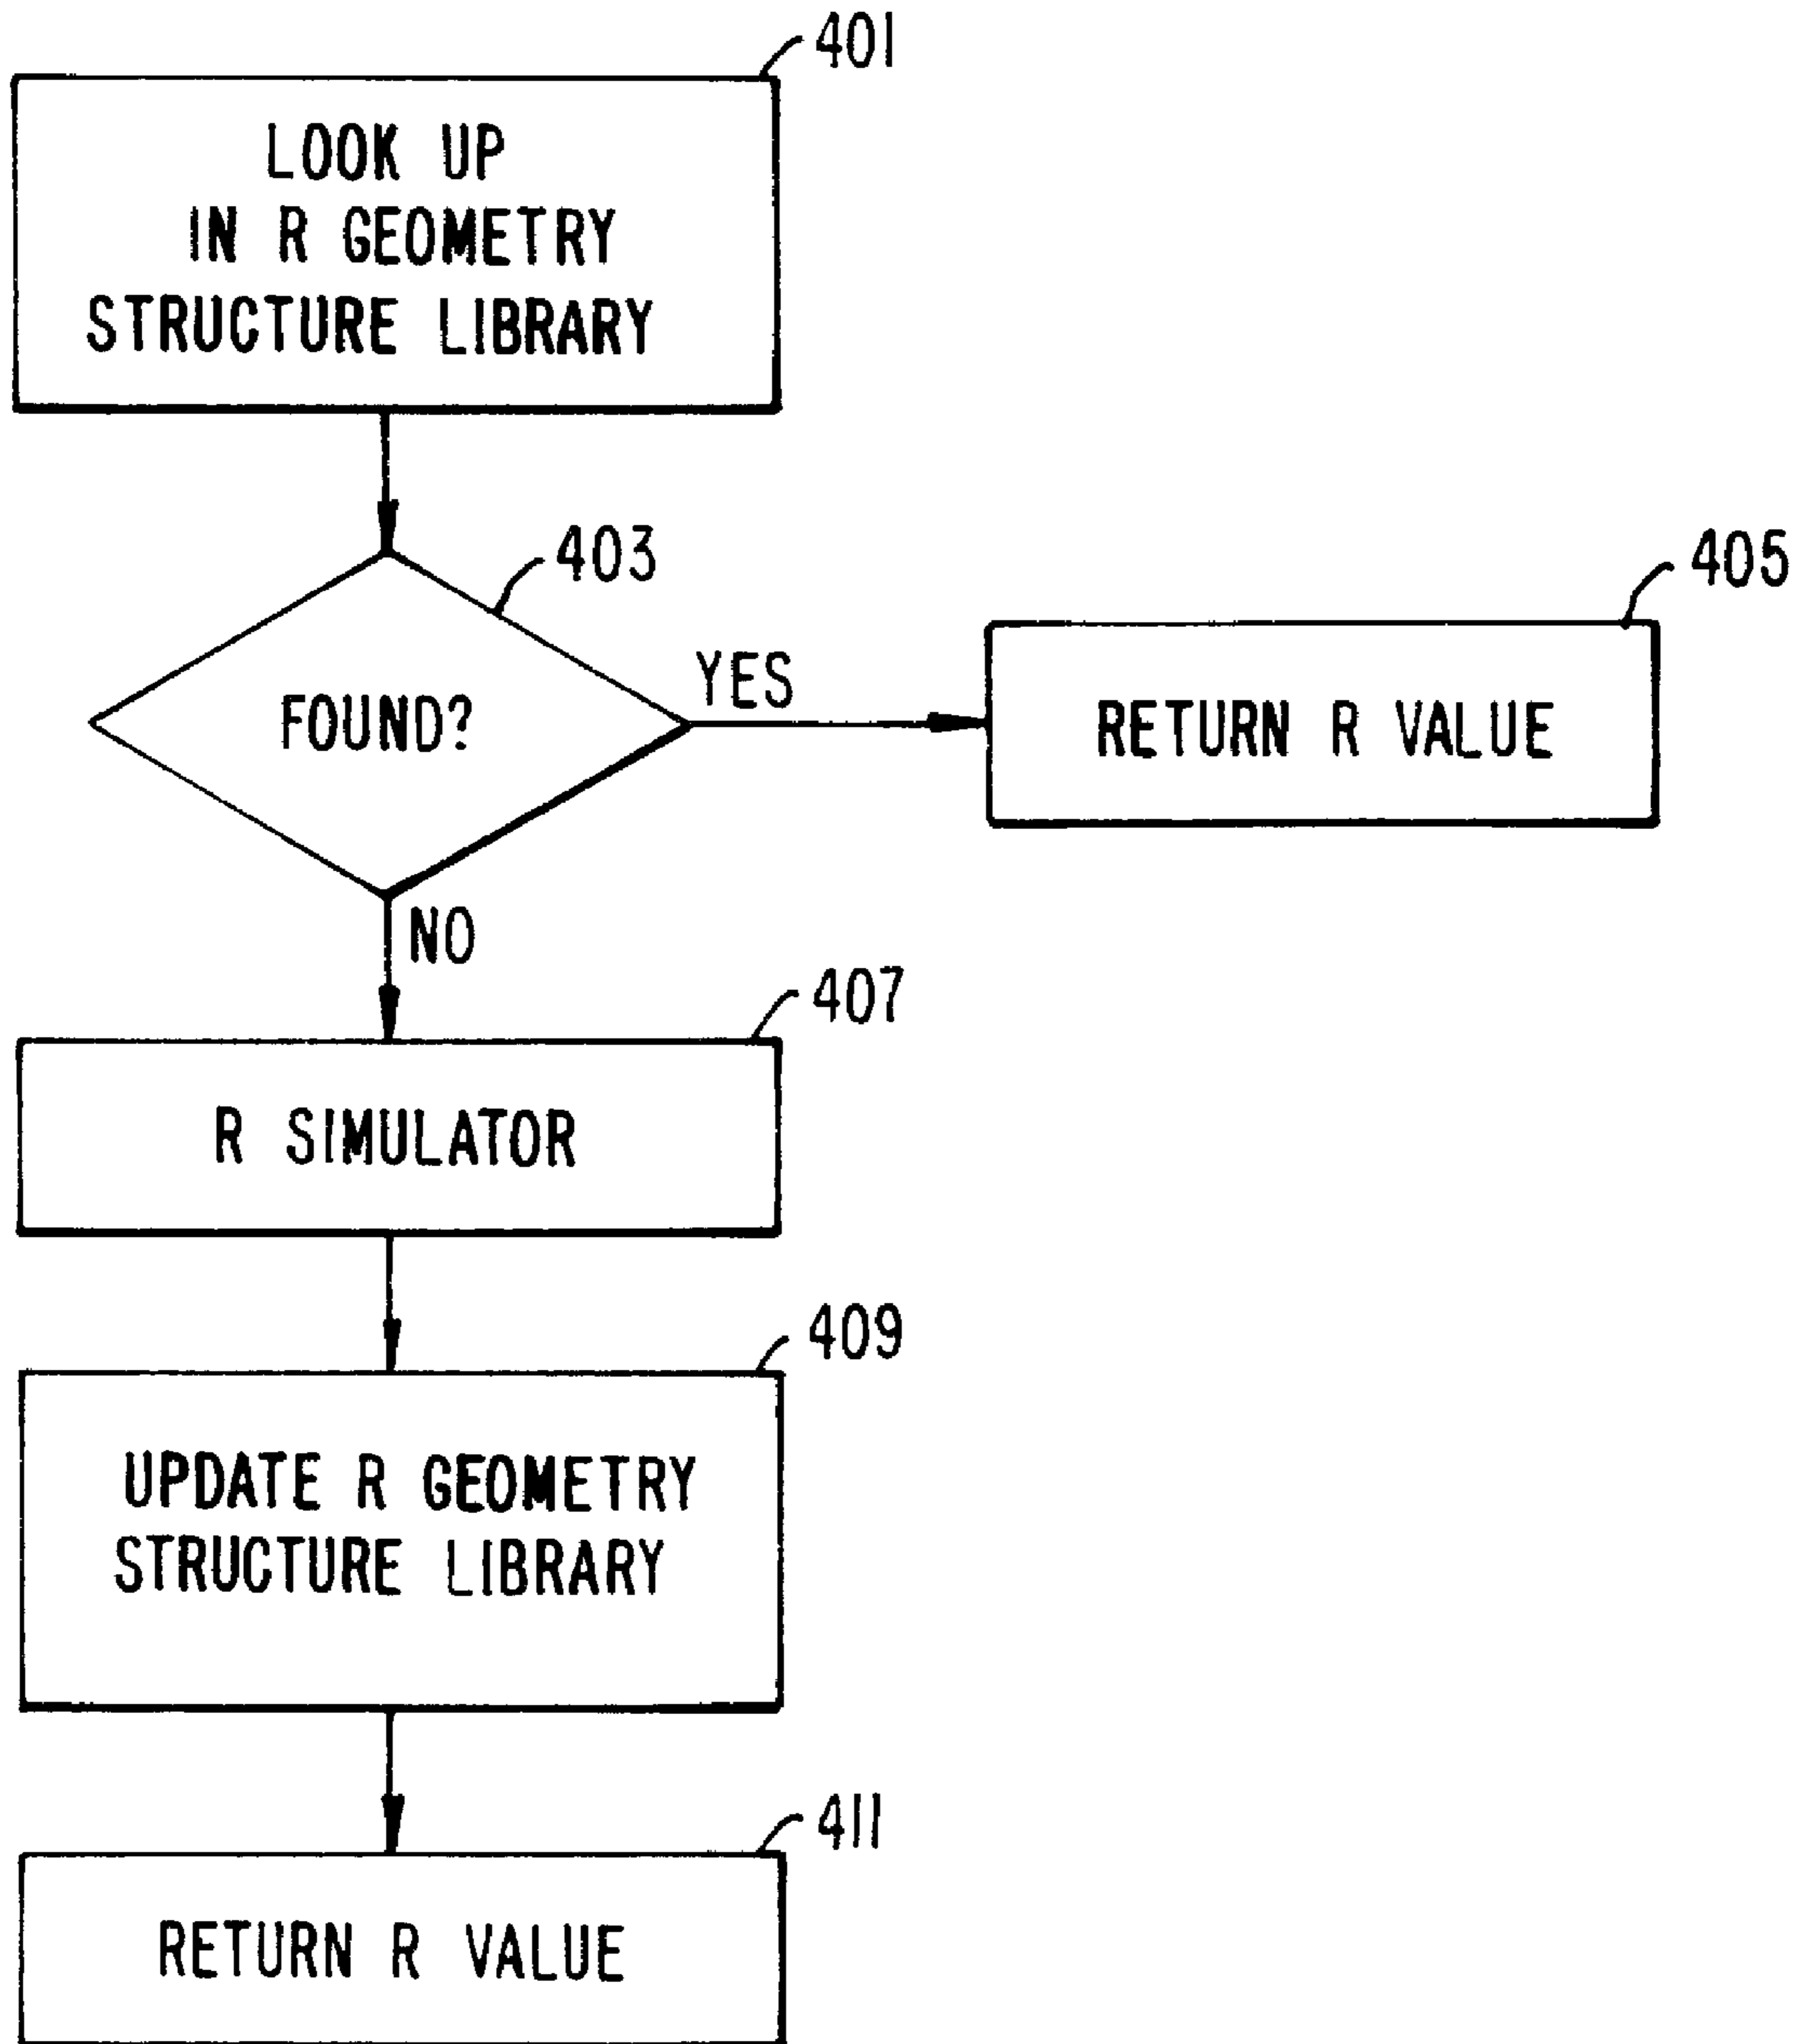 401
LOOK UP
IN R GEOMETRY
STRUCTURE LIBRARY
403
FOUND?
YES
405
RETURN R VALUE
NO
407
R SIMULATOR
409
UPDATE R GEOMETRY
STRUCTURE LIBRARY
411
RETURN R VALUE